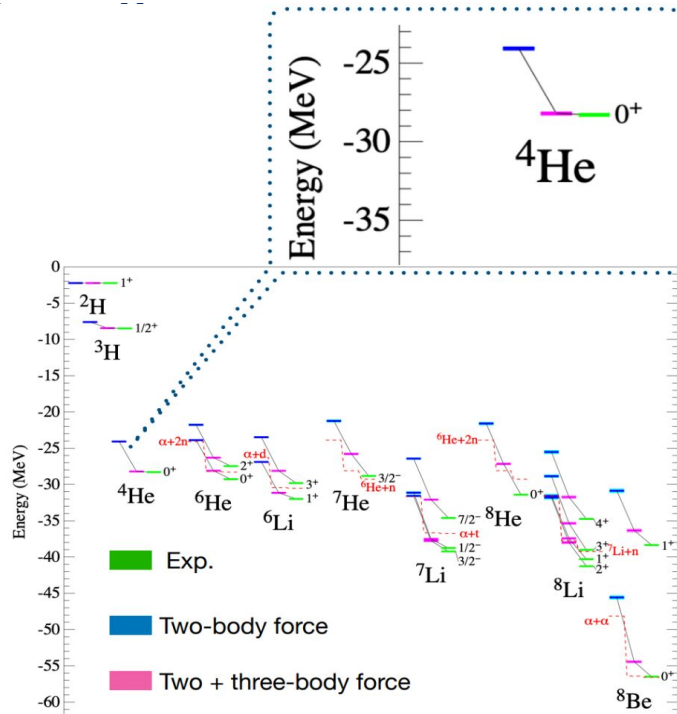 Energy (MeV)
-25
-30
-35
0⁺
⁴He
Energy (MeV)
0
-5
-10
-15
-20
-25
-30
-35
-40
-45
-50
-55
-60
1⁺
²H
1/2⁺
³H
0⁺
⁴He
α+2n
2⁺
0⁺
⁶He
α+d
3⁺
1⁺
⁶Li
3/2⁻
⁶He+n
⁷He
7/2⁻
α+t
1/2⁻
3/2⁻
⁷Li
⁶He+2n
0⁺
⁸He
4⁺
3⁺
⁷Li+n
1⁺
2⁺
⁸Li
1⁺
α+α
0⁺
⁸Be
Exp.
Two-body force
Two + three-body force